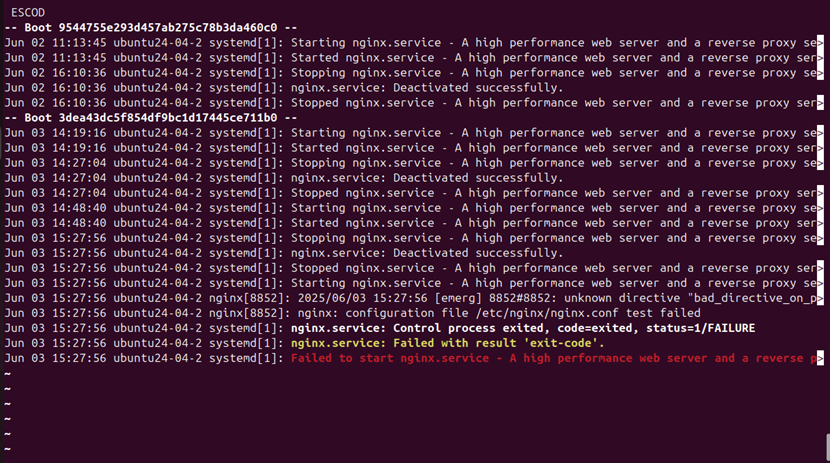 ESCOD
-- Boot 9544755e293d457ab275c78b3da460c0 --
Jun 02 11:13:45 ubuntu24-04-2 systemd[1]: Starting nginx.service - A high performance web server and a reverse proxy se>
Jun 02 11:13:45 ubuntu24-04-2 systemd[1]: Started nginx.service - A high performance web server and a reverse proxy ser>
Jun 02 16:10:36 ubuntu24-04-2 systemd[1]: Stopping nginx.service - A high performance web server and a reverse proxy se>
Jun 02 16:10:36 ubuntu24-04-2 systemd[1]: nginx.service: Deactivated successfully.
Jun 02 16:10:36 ubuntu24-04-2 systemd[1]: Stopped nginx.service - A high performance web server and a reverse proxy ser>
-- Boot 3dea43dc5f854df9bc1d17445ce711b0 --
Jun 03 14:19:16 ubuntu24-04-2 systemd[1]: Starting nginx.service - A high performance web server and a reverse proxy se>
Jun 03 14:19:16 ubuntu24-04-2 systemd[1]: Started nginx.service - A high performance web server and a reverse proxy ser>
Jun 03 14:27:04 ubuntu24-04-2 systemd[1]: Stopping nginx.service - A high performance web server and a reverse proxy se>
Jun 03 14:27:04 ubuntu24-04-2 systemd[1]: nginx.service: Deactivated successfully.
Jun 03 14:27:04 ubuntu24-04-2 systemd[1]: Stopped nginx.service - A high performance web server and a reverse proxy ser>
Jun 03 14:48:40 ubuntu24-04-2 systemd[1]: Starting nginx.service - A high performance web server and a reverse proxy se>
Jun 03 14:48:40 ubuntu24-04-2 systemd[1]: Started nginx.service - A high performance web server and a reverse proxy ser>
Jun 03 15:27:56 ubuntu24-04-2 systemd[1]: Stopping nginx.service - A high performance web server and a reverse proxy se>
Jun 03 15:27:56 ubuntu24-04-2 systemd[1]: nginx.service: Deactivated successfully.
Jun 03 15:27:56 ubuntu24-04-2 systemd[1]: Stopped nginx.service - A high performance web server and a reverse proxy ser>
Jun 03 15:27:56 ubuntu24-04-2 systemd[1]: Starting nginx.service - A high performance web server and a reverse proxy se>
Jun 03 15:27:56 ubuntu24-04-2 nginx[8852]: 2025/06/03 15:27:56 [emerg] 8852#8852: unknown directive "bad_directive_on_p>
Jun 03 15:27:56 ubuntu24-04-2 nginx[8852]: nginx: configuration file /etc/nginx/nginx.conf test failed
Jun 03 15:27:56 ubuntu24-04-2 systemd[1]: nginx.service: Control process exited, code=exited, status=1/FAILURE
Jun 03 15:27:56 ubuntu24-04-2 systemd[1]: nginx.service: Failed with result 'exit-code'.
Jun 03 15:27:56 ubuntu24-04-2 systemd[1]: Failed to start nginx.service - A high performance web server and a reverse p>
~
~
~
~
~
~